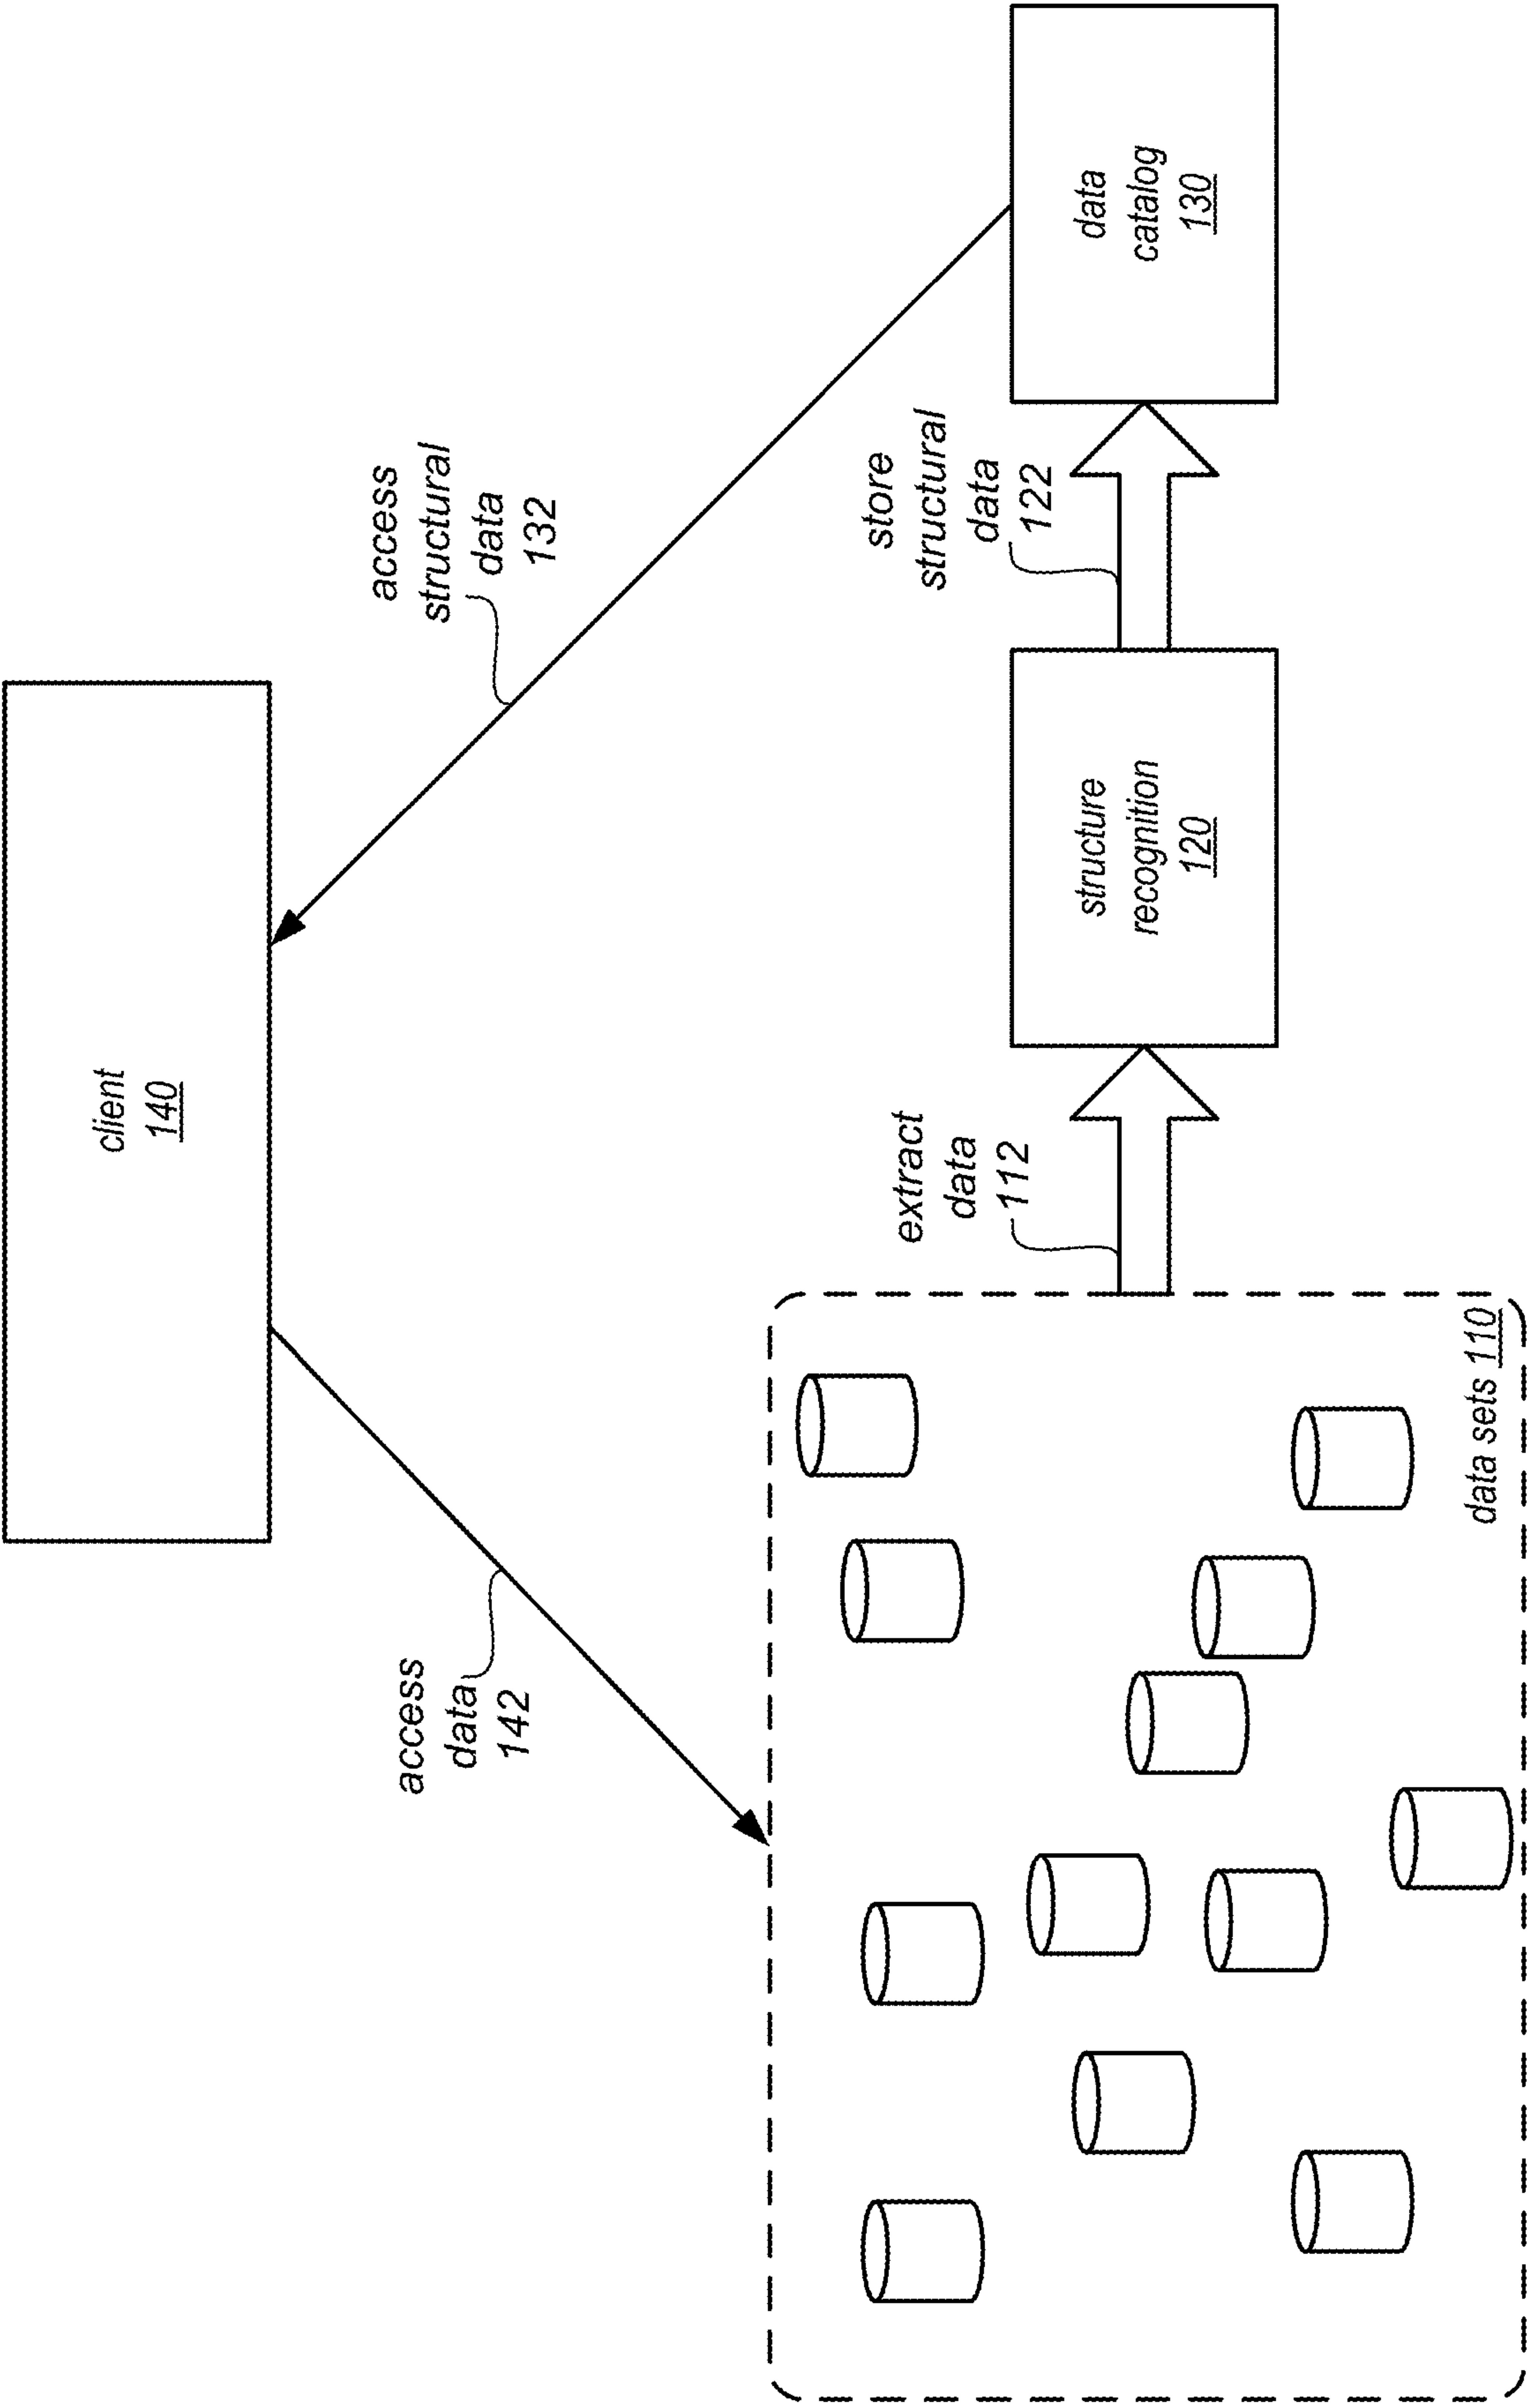 client
140
access
data
142
access
structural
data
132
data sets 110
extract
data
112
structure
recognition
120
store
structural
data
122
data
catalog
130